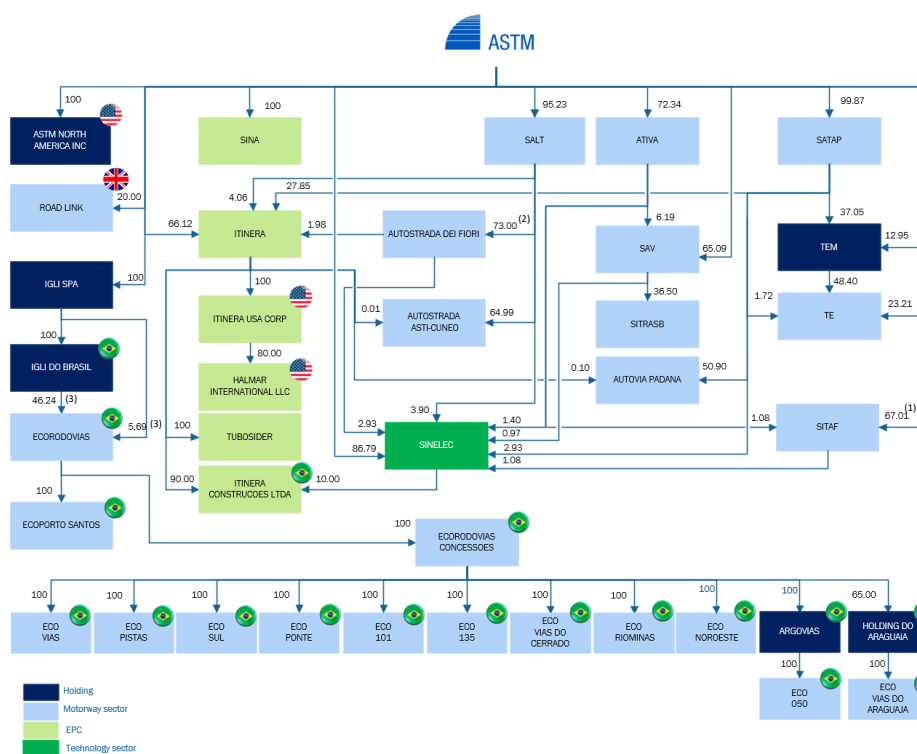 ASTM
100
100
95.23
72.34
99.87
ASTM NORTH
AMERICA INC
SINA
SALT
ATIVA
SATAP
20.00
ROAD LINK
4.06
27.85
66.12
ITINERA
1.98
AUTOSTRADA DEI FIORI
73.00
(2)
6.19
SAV
65.09
37.05
TEM
12.95
IGLI SPA
100
100
ITINERA USA CORP
0.01
AUTOSTRADA
ASTI-CUNEO
64.99
36.50
SITRASB
48.40
1.72
TE
23.21
100
IGLI DO BRASIL
80.00
HALMAR
INTERNATIONAL LLC
0.10
AUTOVIA PADANA
50.90
46.24
(3)
ECORODOVIAS
5,69
(3)
100
TUBOSIDER
2.93
3.90
SINELEC
86.79
1.40
0.97
2.93
1.08
1.08
SITAF
67.01
(1)
90.00
ITINERA
CONSTRUCOES LTDA
10.00
100
ECOPORTO SANTOS
100
ECORODOVIAS
CONCESSOES
100
100
100
100
100
100
100
100
100
100
65.00
ECO
VIAS
ECO
PISTAS
ECO
SUL
ECO
PONTE
ECO
101
ECO
135
ECO
VIAS DO
CERRADO
ECO
RIOMINAS
ECO
NOROESTE
ARGOVIAS
HOLDING DO
ARAGUAIA
100
100
ECO
050
ECO
VIAS DO
ARAGUAJA
Holding
Motorway sector
EPC
Technology sector